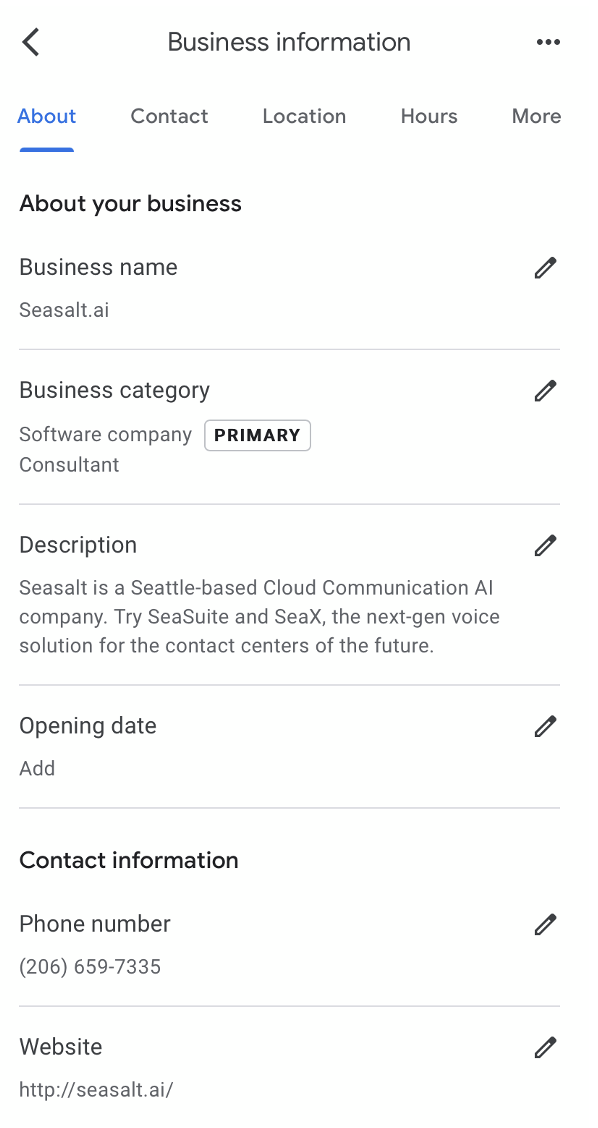 Business information
About Contact Location Hours More
About your business
Business name
Seasalt.ai
Business category
Software company PRIMARY
Consultant
Description
Seasalt is a Seattle-based Cloud Communication AI
company. Try SeaSuite and SeaX, the next-gen voice
solution for the contact centers of the future.
Opening date
Add
Contact information
Phone number
(206) 659-7335
Website
http://seasalt.ai/